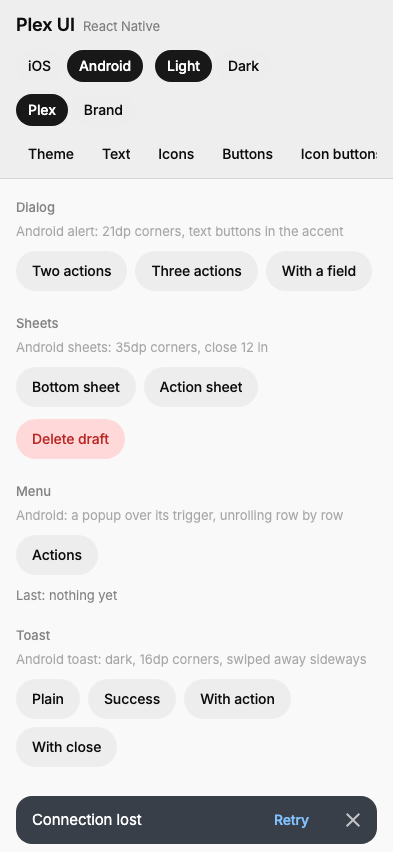 Plex UI React Native
iOS Android Light Dark
Plex Brand
Theme Text Icons Buttons Icon buttons
Dialog
Android alert: 21dp corners, text buttons in the accent
Two actions Three actions With a field
Sheets
Android sheets: 35dp corners, close 12 in
Bottom sheet Action sheet
Delete draft
Menu
Android: a popup over its trigger, unrolling row by row
Actions
Last: nothing yet
Toast
Android toast: dark, 16dp corners, swiped away sideways
Plain Success With action
With close
Connection lost Retry